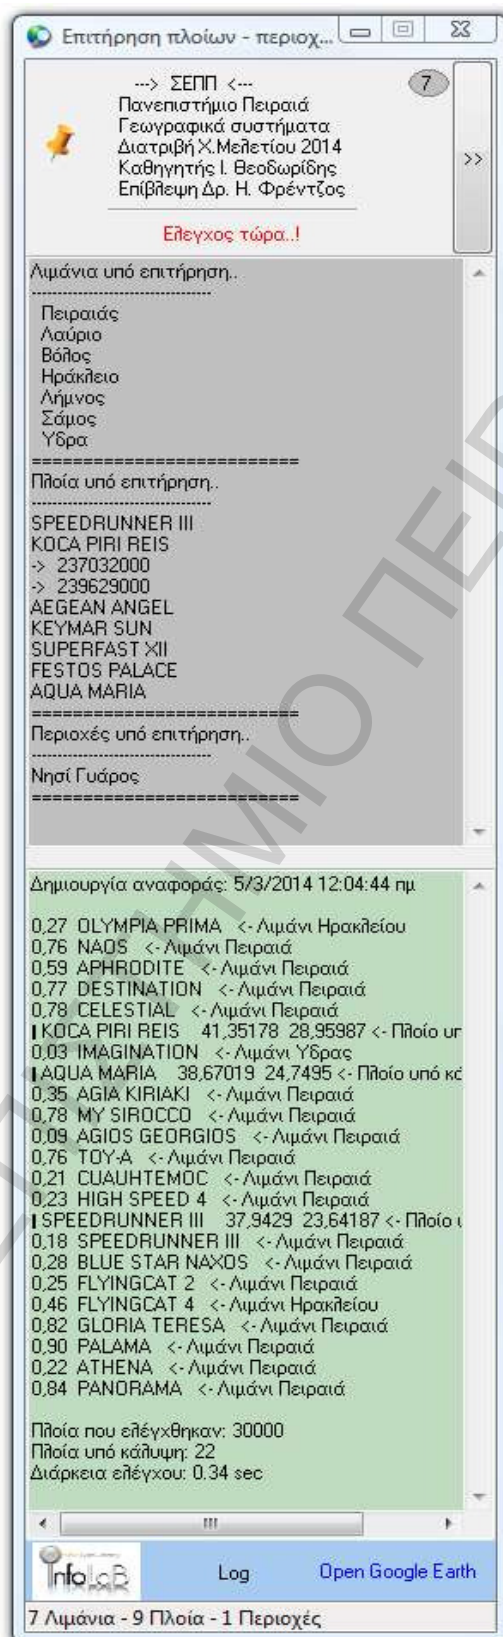 Επιτήρηση πλοίων - περιοχ...
---> ΣΕΠΠ <---
7
Πανεπιστήμιο Πειραιά
Γεωγραφικά συστήματα
Διατριβή Χ.Μελετίου 2014
Καθηγητής Ι. Θεοδωρίδης
Επίβλεψη Δρ. Η. Φρέντζος
>>
Ελεγχος τώρα..!
Λιμάνια υπό επιτήρηση..
-----------------------------------
Πειραιάς
Λαύριο
Βόλος
Ηράκλειο
Λήμνος
Σάμος
Υδρα
==========================
Πλοία υπό επιτήρηση..
-----------------------------------
SPEEDRUNNER III
KOCA PIRI REIS
-> 237032000
-> 239629000
AEGEAN ANGEL
KEYMAR SUN
SUPERFAST XII
FESTOS PALACE
AQUA MARIA
==========================
Περιοχές υπό επιτήρηση..
-----------------------------------
Νησί Γυάρος
==========================
Δημιουργία αναφοράς: 5/3/2014 12:04:44 πμ
0,27 OLYMPIA PRIMA <- Λιμάνι Ηρακλείου
0,76 NAOS <- Λιμάνι Πειραιά
0,59 APHRODITE <- Λιμάνι Πειραιά
0,77 DESTINATION <- Λιμάνι Πειραιά
0,78 CELESTIAL <- Λιμάνι Πειραιά
| KOCA PIRI REIS 41,35178 28,95987 <- Πλοίο υπ
0,03 IMAGINATION <- Λιμάνι Υδρας
| AQUA MARIA 38,67019 24,7495 <- Πλοίο υπό κά
0,35 AGIA KIRIAKI <- Λιμάνι Πειραιά
0,78 MY SIROCCO <- Λιμάνι Πειραιά
0,09 AGIOS GEORGIOS <- Λιμάνι Πειραιά
0,76 TOY-A <- Λιμάνι Πειραιά
0,21 CUAUHTEMOC <- Λιμάνι Πειραιά
0,23 HIGH SPEED 4 <- Λιμάνι Πειραιά
| SPEEDRUNNER III 37,9429 23,64187 <- Πλοίο υ
0,18 SPEEDRUNNER III <- Λιμάνι Πειραιά
0,28 BLUE STAR NAXOS <- Λιμάνι Πειραιά
0,25 FLYINGCAT 2 <- Λιμάνι Πειραιά
0,46 FLYINGCAT 4 <- Λιμάνι Ηρακλείου
0,82 GLORIA TERESA <- Λιμάνι Πειραιά
0,90 PALAMA <- Λιμάνι Πειραιά
0,22 ATHENA <- Λιμάνι Πειραιά
0,84 PANORAMA <- Λιμάνι Πειραιά
Πλοία που ελέγχθηκαν: 30000
Πλοία υπό κάλυψη: 22
Διάρκεια ελέγχου: 0.34 sec
InfoLab
Log
Open Google Earth
7 Λιμάνια - 9 Πλοία - 1 Περιοχές